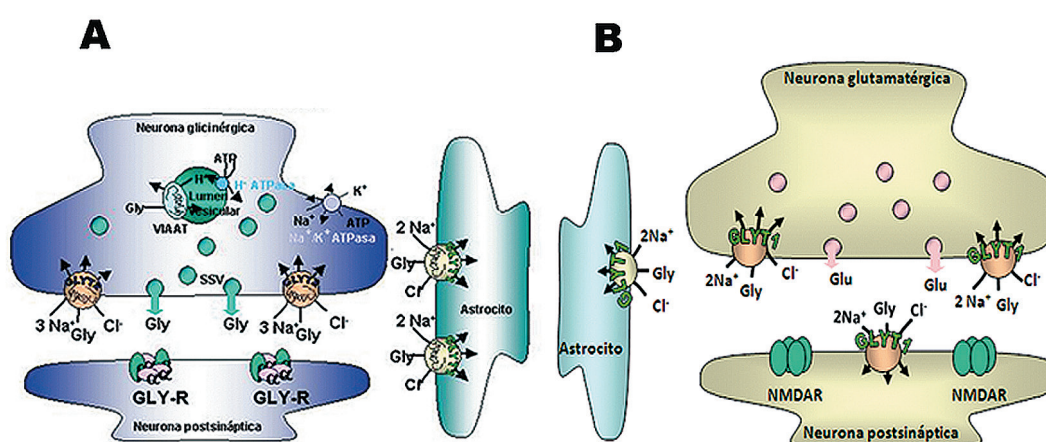 A
B
Neurona glicinérgica
ATP
H+
H+ ATPasa
Lumen
vesicular
Gly
VIAAT
K+
Na+
ATP
Na+/K+ ATPasa
SSV
3 Na+
Gly
Cl-
Gly
Gly
3 Na+
Gly
Cl-
GLY-R
GLY-R
Neurona postsináptica
2 Na+
Gly
Cl-
2 Na+
Gly
Cl-
Astrocito
GLYT1
2Na+
Gly
Cl-
Astrocito
Neurona glutamatérgica
GLYT1
2Na+
Gly
Cl-
Glu
Glu
GLYT1
2 Na+
Gly
Cl-
2Na+
Gly
Cl-
GLYT1
NMDAR
NMDAR
Neurona postsináptica